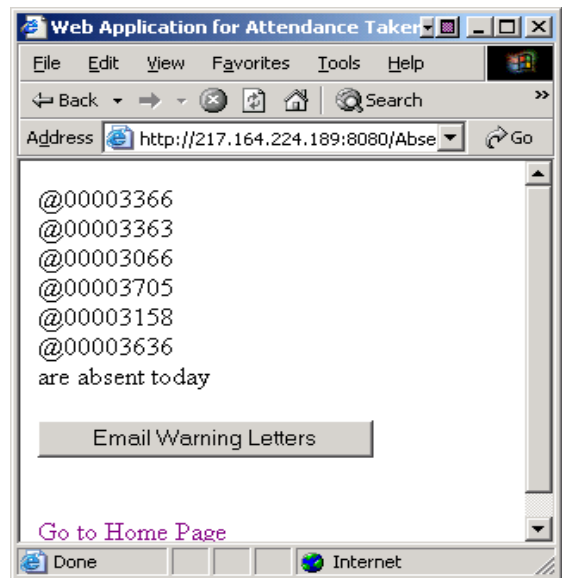 Web Application for Attendance Taker
File Edit View Favorites Tools Help
Back Search »
Address http://217.164.224.189:8080/Abse Go
@00003366
@00003363
@00003066
@00003705
@00003158
@00003636
are absent today
Email Warning Letters
Go to Home Page
Done Internet